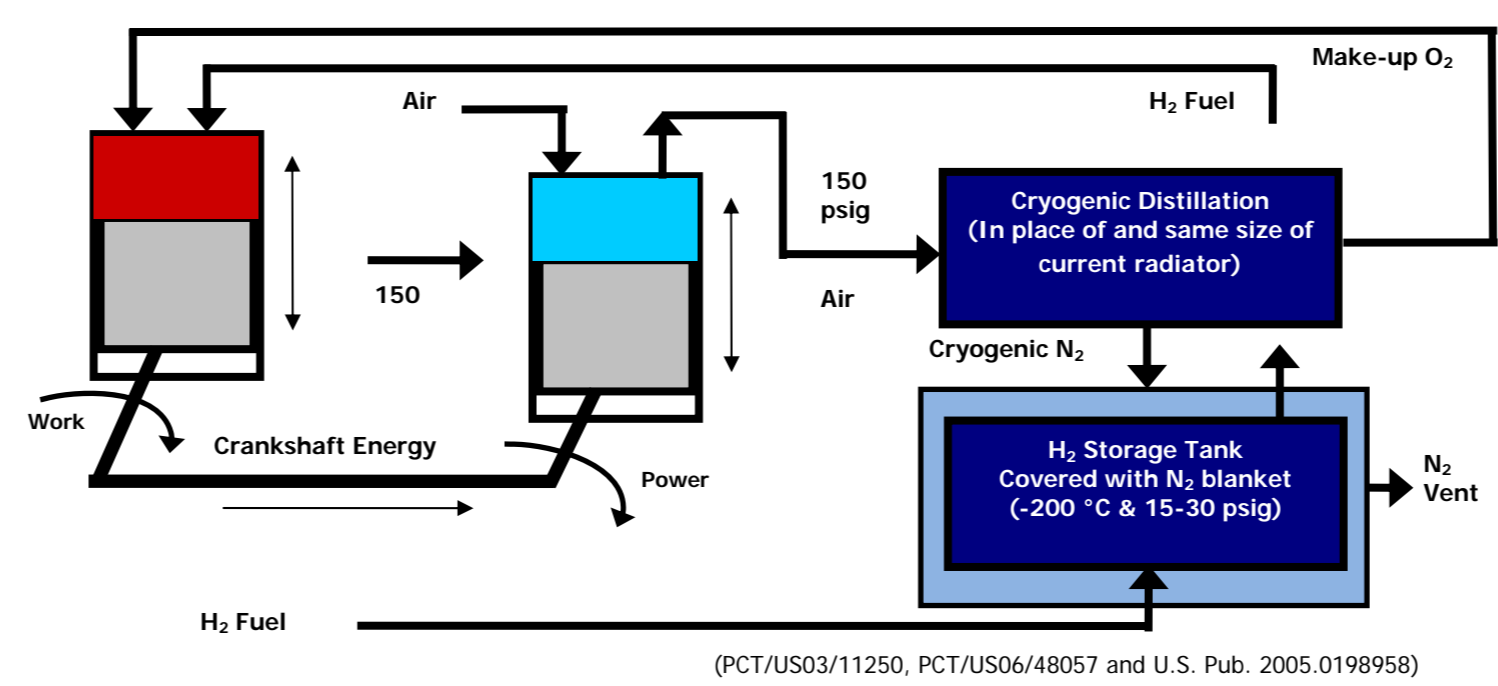 Make-up O₂
Air
H₂ Fuel
150
psig
Cryogenic Distillation
(In place of and same size of
current radiator)
150
Air
Cryogenic N₂
Work
Crankshaft Energy
Power
H₂ Storage Tank
Covered with N₂ blanket
(-200 °C & 15-30 psig)
N₂
Vent
H₂ Fuel
(PCT/US03/11250, PCT/US06/48057 and U.S. Pub. 2005.0198958)